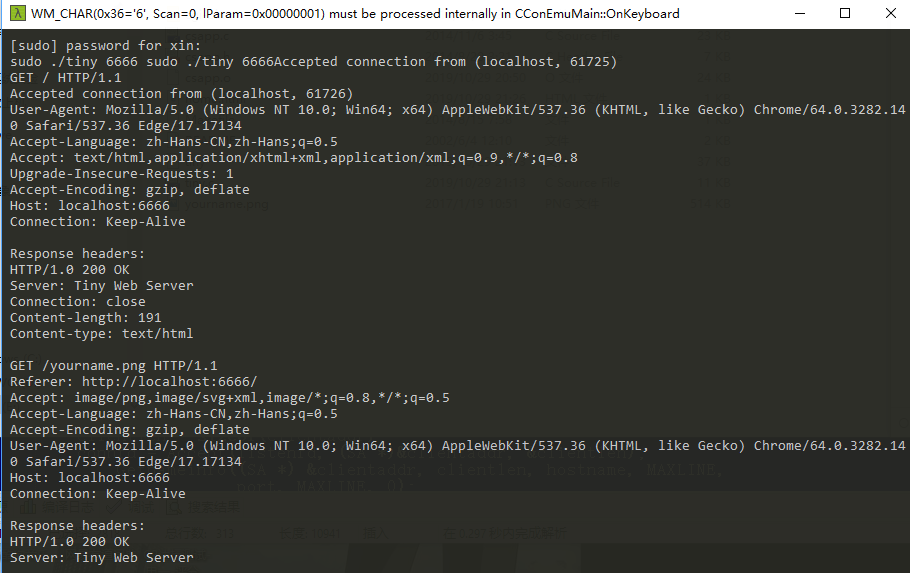 λ WM_CHAR(0x36='6', Scan=0, lParam=0x00000001) must be processed internally in CConEmuMain::OnKeyboard
[sudo] password for xin:
sudo ./tiny 6666 sudo ./tiny 6666Accepted connection from (localhost, 61725)
GET / HTTP/1.1
Accepted connection from (localhost, 61726)
User-Agent: Mozilla/5.0 (Windows NT 10.0; Win64; x64) AppleWebKit/537.36 (KHTML, like Gecko) Chrome/64.0.3282.14
0 Safari/537.36 Edge/17.17134
Accept-Language: zh-Hans-CN,zh-Hans;q=0.5
Accept: text/html,application/xhtml+xml,application/xml;q=0.9,*/*;q=0.8
Upgrade-Insecure-Requests: 1
Accept-Encoding: gzip, deflate
Host: localhost:6666
Connection: Keep-Alive
Response headers:
HTTP/1.0 200 OK
Server: Tiny Web Server
Connection: close
Content-length: 191
Content-type: text/html
GET /yourname.png HTTP/1.1
Referer: http://localhost:6666/
Accept: image/png,image/svg+xml,image/*;q=0.8,*/*;q=0.5
Accept-Language: zh-Hans-CN,zh-Hans;q=0.5
Accept-Encoding: gzip, deflate
User-Agent: Mozilla/5.0 (Windows NT 10.0; Win64; x64) AppleWebKit/537.36 (KHTML, like Gecko) Chrome/64.0.3282.14
0 Safari/537.36 Edge/17.17134
Host: localhost:6666
Connection: Keep-Alive
Response headers:
HTTP/1.0 200 OK
Server: Tiny Web Server